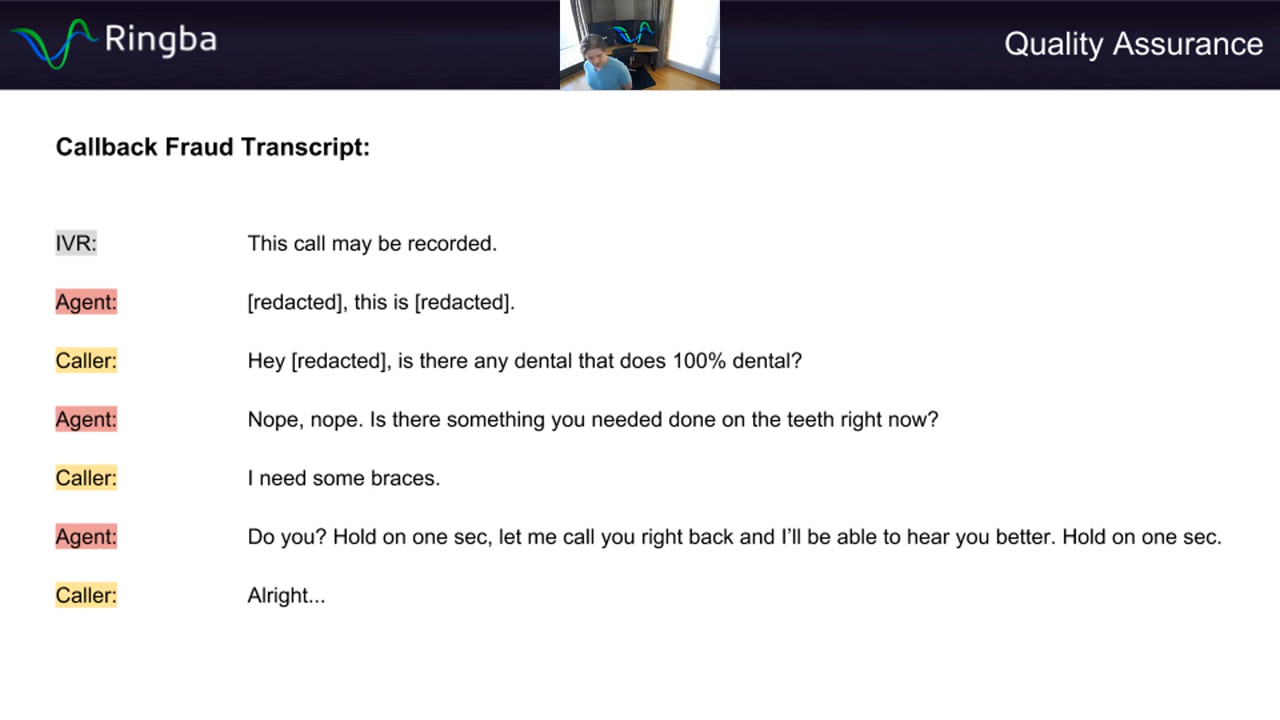 Ringba
Quality Assurance
Callback Fraud Transcript:
IVR: This call may be recorded.
Agent: [redacted], this is [redacted].
Caller: Hey [redacted], is there any dental that does 100% dental?
Agent: Nope, nope. Is there something you needed done on the teeth right now?
Caller: I need some braces.
Agent: Do you? Hold on one sec, let me call you right back and I’ll be able to hear you better. Hold on one sec.
Caller: Alright...